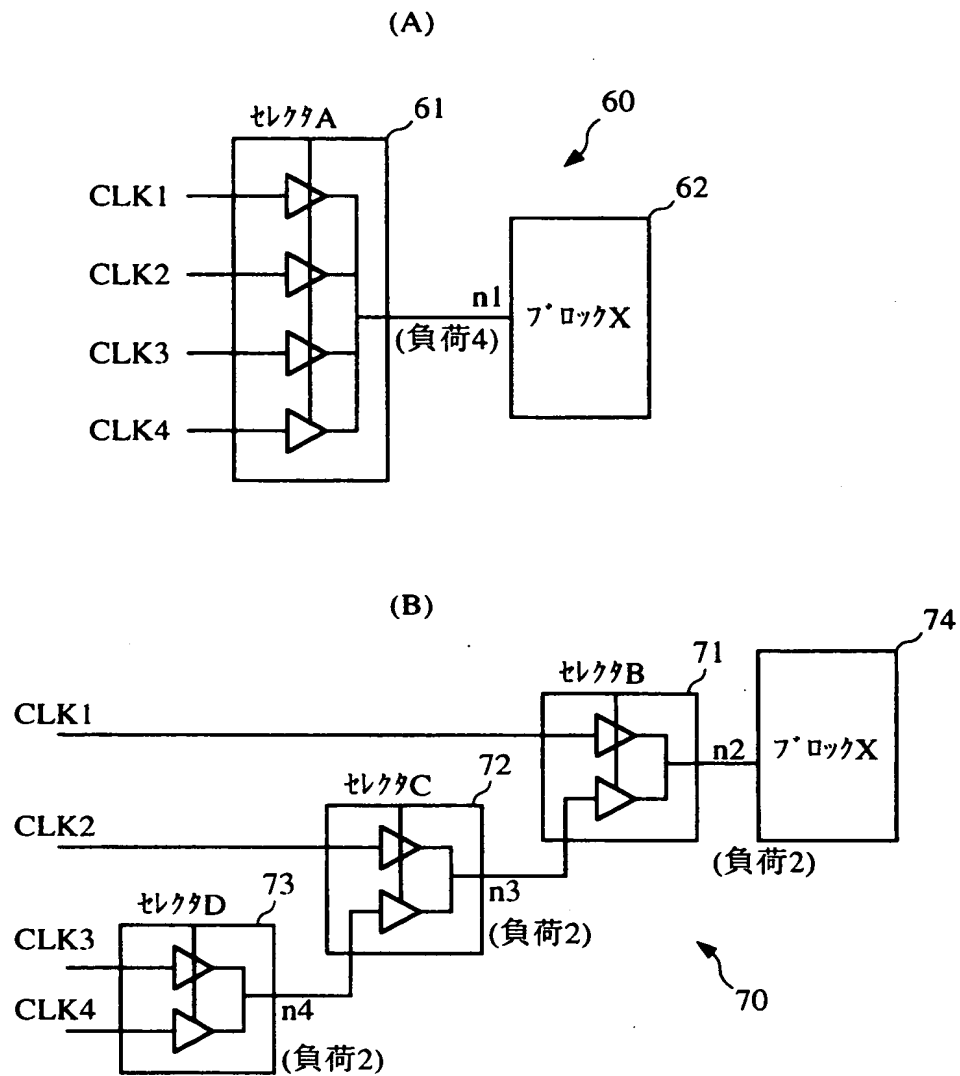 (A)
ｾﾚｸﾀA
61
60
CLK1
CLK2
CLK3
CLK4
n1
(負荷4)
62
ﾌﾞﾛｯｸX
(B)
74
ｾﾚｸﾀB
71
CLK1
n2
ﾌﾞﾛｯｸX
(負荷2)
ｾﾚｸﾀC
72
CLK2
n3
(負荷2)
ｾﾚｸﾀD
73
CLK3
CLK4
n4
(負荷2)
70